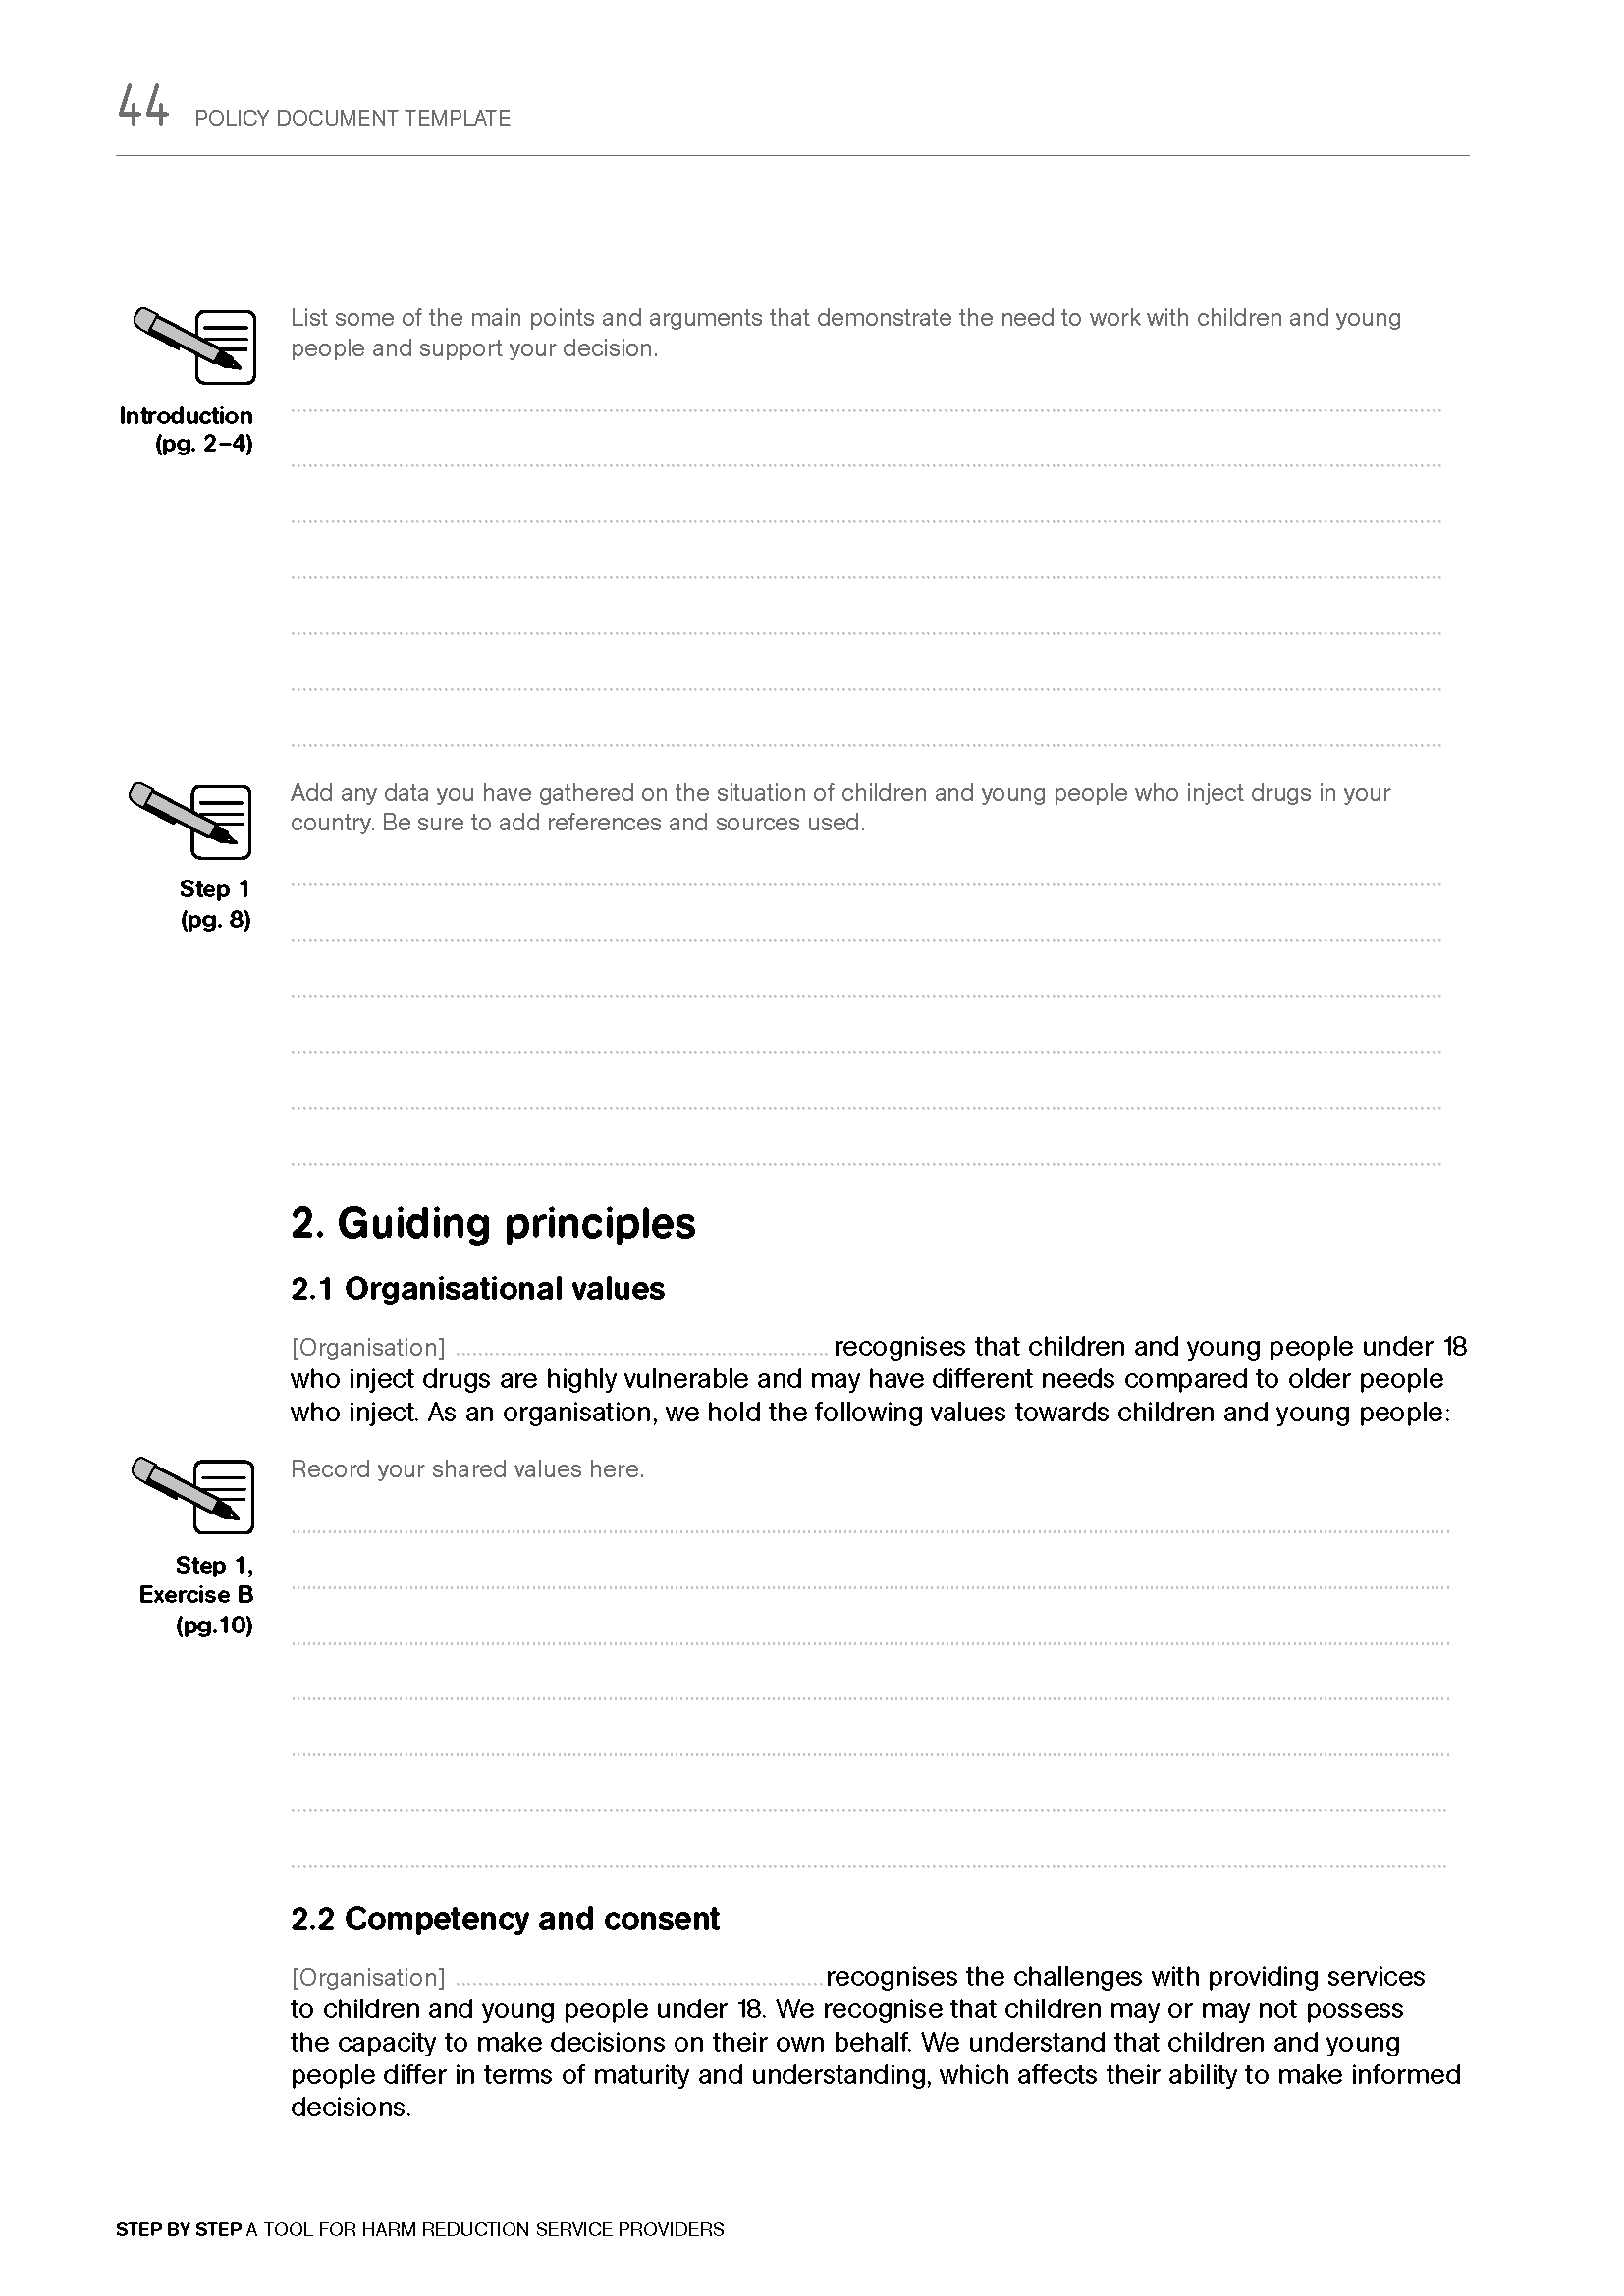 44 POLICY DOCUMENT TEMPLATE
List some of the main points and arguments that demonstrate the need to work with children and young
people and support your decision.
Introduction
(pg. 2–4)
Add any data you have gathered on the situation of children and young people who inject drugs in your
country. Be sure to add references and sources used.
Step 1
(pg. 8)
2. Guiding principles
2.1 Organisational values
[Organisation] recognises that children and young people under 18
who inject drugs are highly vulnerable and may have different needs compared to older people
who inject. As an organisation, we hold the following values towards children and young people:
Record your shared values here.
Step 1,
Exercise B
(pg.10)
2.2 Competency and consent
[Organisation] recognises the challenges with providing services
to children and young people under 18. We recognise that children may or may not possess
the capacity to make decisions on their own behalf. We understand that children and young
people differ in terms of maturity and understanding, which affects their ability to make informed
decisions.
STEP BY STEP A TOOL FOR HARM REDUCTION SERVICE PROVIDERS